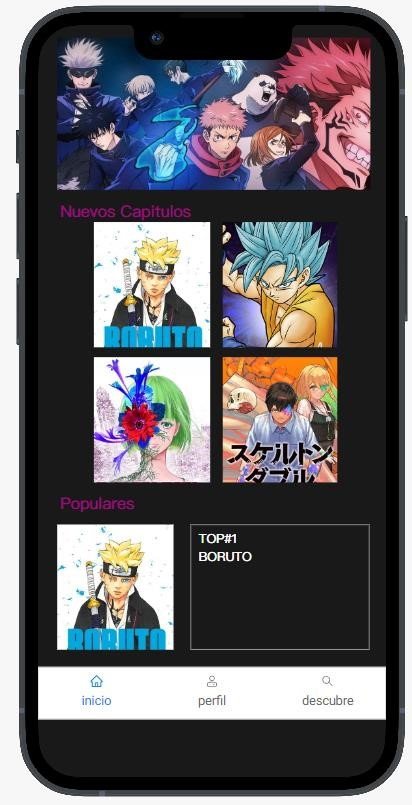 Nuevos Capitulos
BORUTO
スケルトン
ダブル
Populares
BORUTO
TOP#1
BORUTO
inicio
perfil
descubre